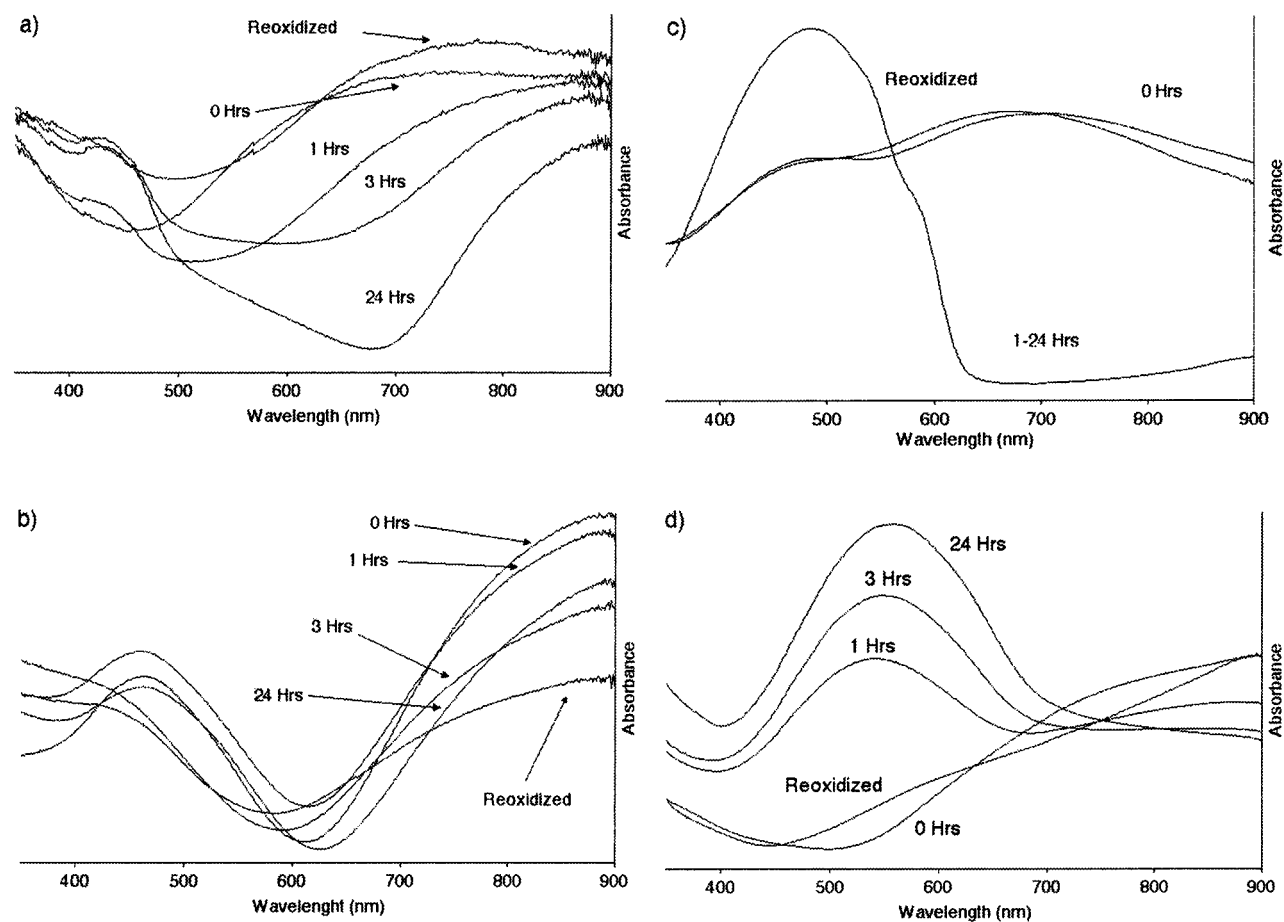 a)
Reoxidized
0 Hrs
1 Hrs
3 Hrs
24 Hrs
Absorbance
400 500 600 700 800 900
Wavelength (nm)
c)
Reoxidized
0 Hrs
1-24 Hrs
Absorbance
400 500 600 700 800 900
Wavelength (nm)
b)
0 Hrs
1 Hrs
3 Hrs
24 Hrs
Reoxidized
Absorbance
400 500 600 700 800 900
Wavelenght (nm)
d)
24 Hrs
3 Hrs
1 Hrs
Reoxidized
0 Hrs
Absorbance
400 500 600 700 800 900
Wavelength (nm)